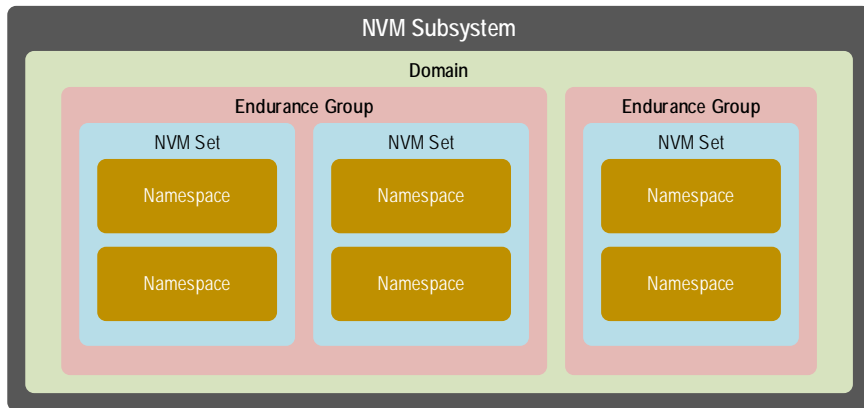 NVM Subsystem
Domain
Endurance Group
Endurance Group
NVM Set
NVM Set
NVM Set
Namespace
Namespace
Namespace
Namespace
Namespace
Namespace